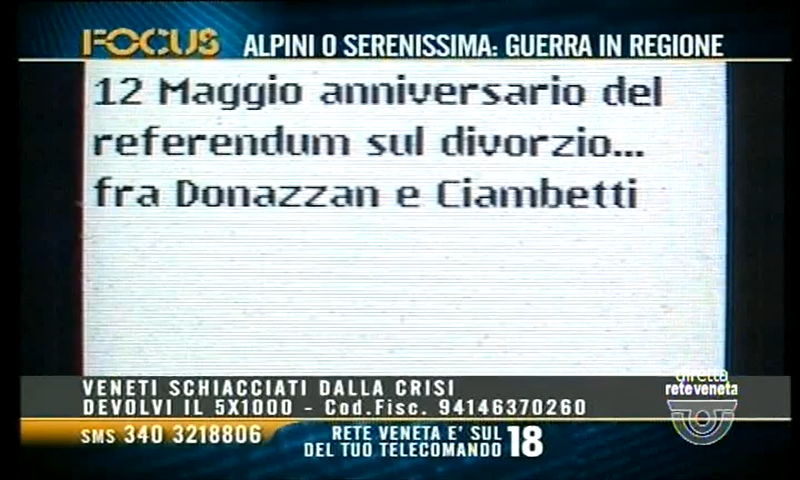 FOCUS ALPINI O SERENISSIMA: GUERRA IN REGIONE
12 Maggio anniversario del
referendum sul divorzio...
fra Donazzan e Ciambetti
diretta
reteveneta
VENETI SCHIACCIATI DALLA CRISI
DEVOLVI IL 5X1000 - Cod.Fisc. 94146370260
SMS 340 3218806
RETE VENETA E' SUL
DEL TUO TELECOMANDO 18